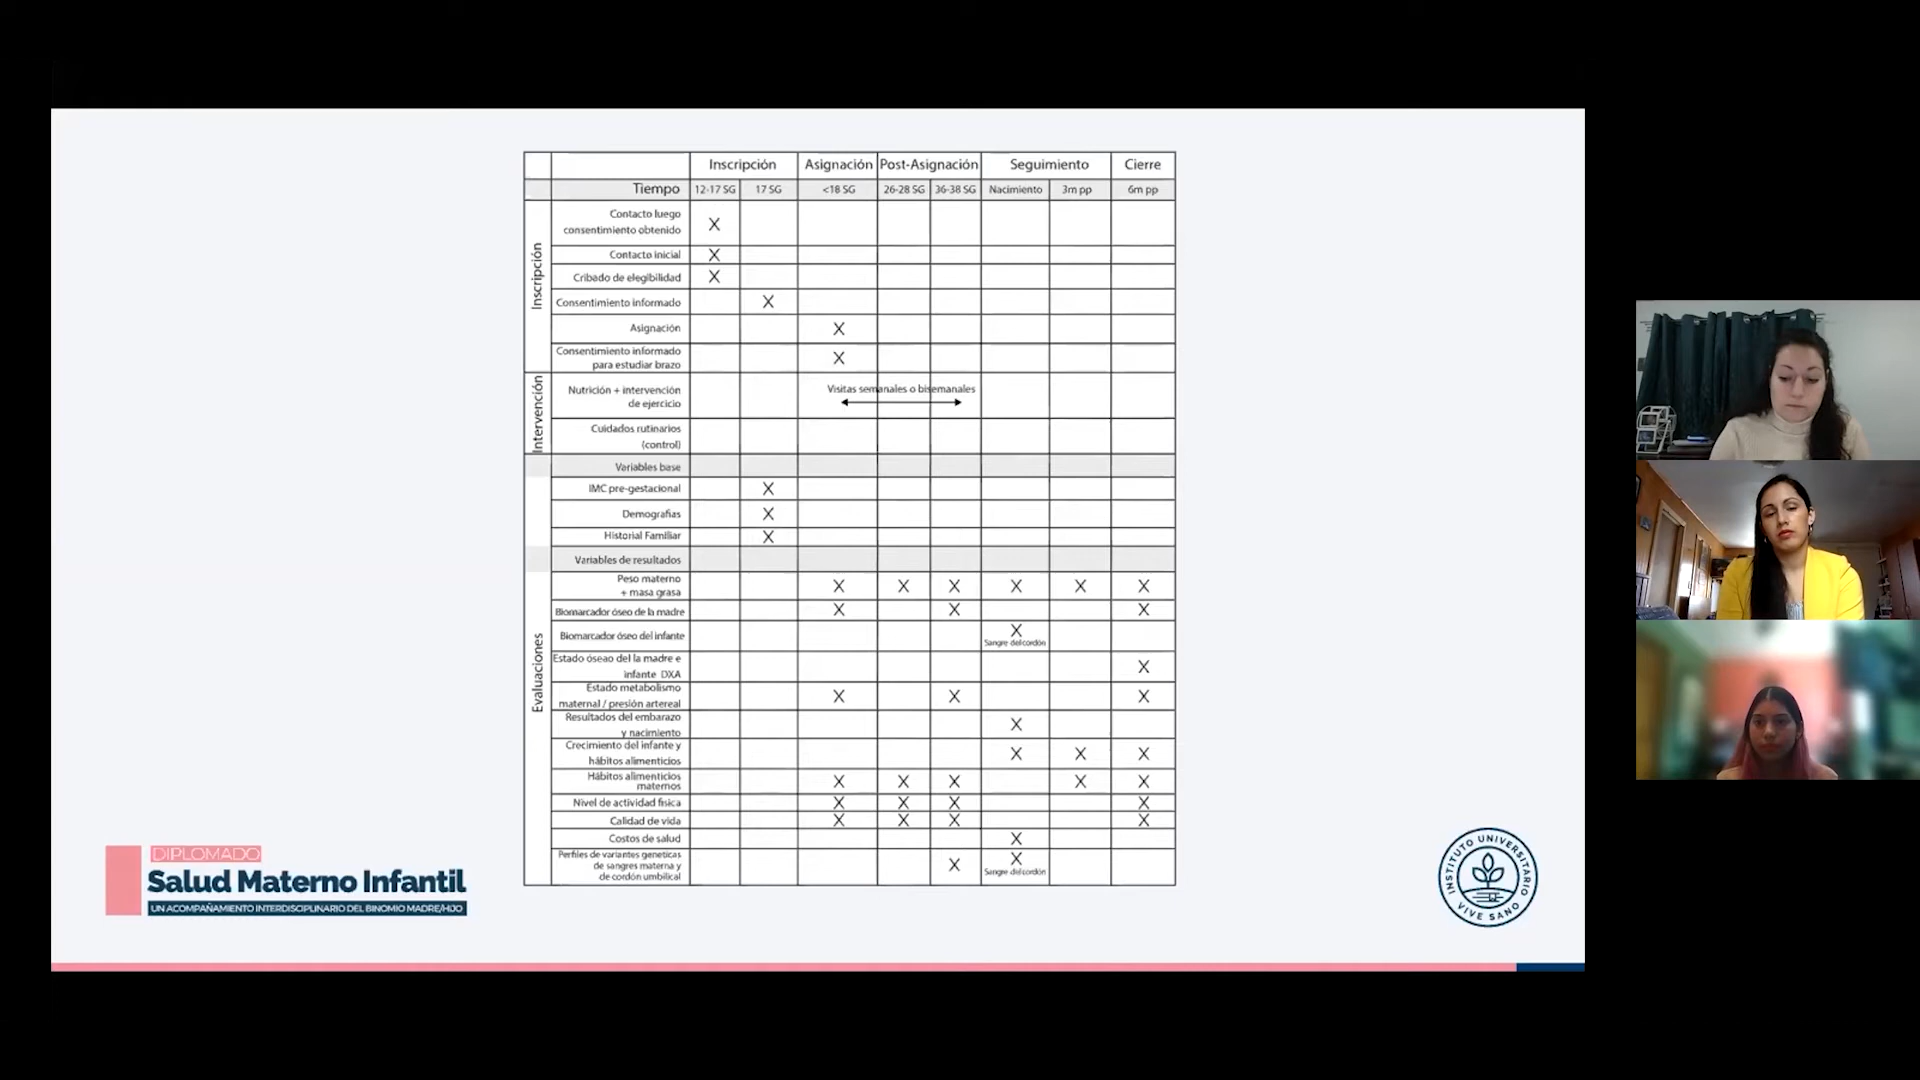 Inscripción Asignación Post-Asignación Seguimiento Cierre
Tiempo 12-17 SG 17 SG <18 SG 26-28 SG 36-38 SG Nacimiento 3m pp 6m pp
Inscripción
Contacto luego
consentimiento obtenido X
Contacto inicial X
Cribado de elegibilidad X
Consentimiento informado X
Asignación X
Consentimiento informado
para estudiar brazo X
Intervención
Nutrición + intervención
de ejercicio
Visitas semanales o bisemanales
Cuidados rutinarios
(control)
Evaluaciones
Variables base
IMC pre-gestacional X
Demografias X
Historial Familiar X
Variables de resultados
Peso materno
+ masa grasa X X X X X X
Biomarcador óseo de la madre X X X
Biomarcador óseo del infante X
Sangre del cordón
Estado óseao del la madre e
infante DXA X
Estado metabolismo
maternal / presión artereal X X X
Resultados del embarazo
y nacimiento X
Crecimiento del infante y
hábitos alimenticios X X X
Hábitos alimenticios
maternos X X X X X
Nivel de actividad fisica X X X X
Calidad de vida X X X X
Costos de salud X
Perfiles de variantes geneticas
de sangres materna y
de cordón umbilical X X
Sangre del cordón
DIPLOMADO
Salud Materno Infantil
UN ACOMPAÑAMIENTO INTERDISCIPLINARIO DEL BINOMIO MADRE/HIJO
INSTITUTO UNIVERSITARIO
VIVE SANO